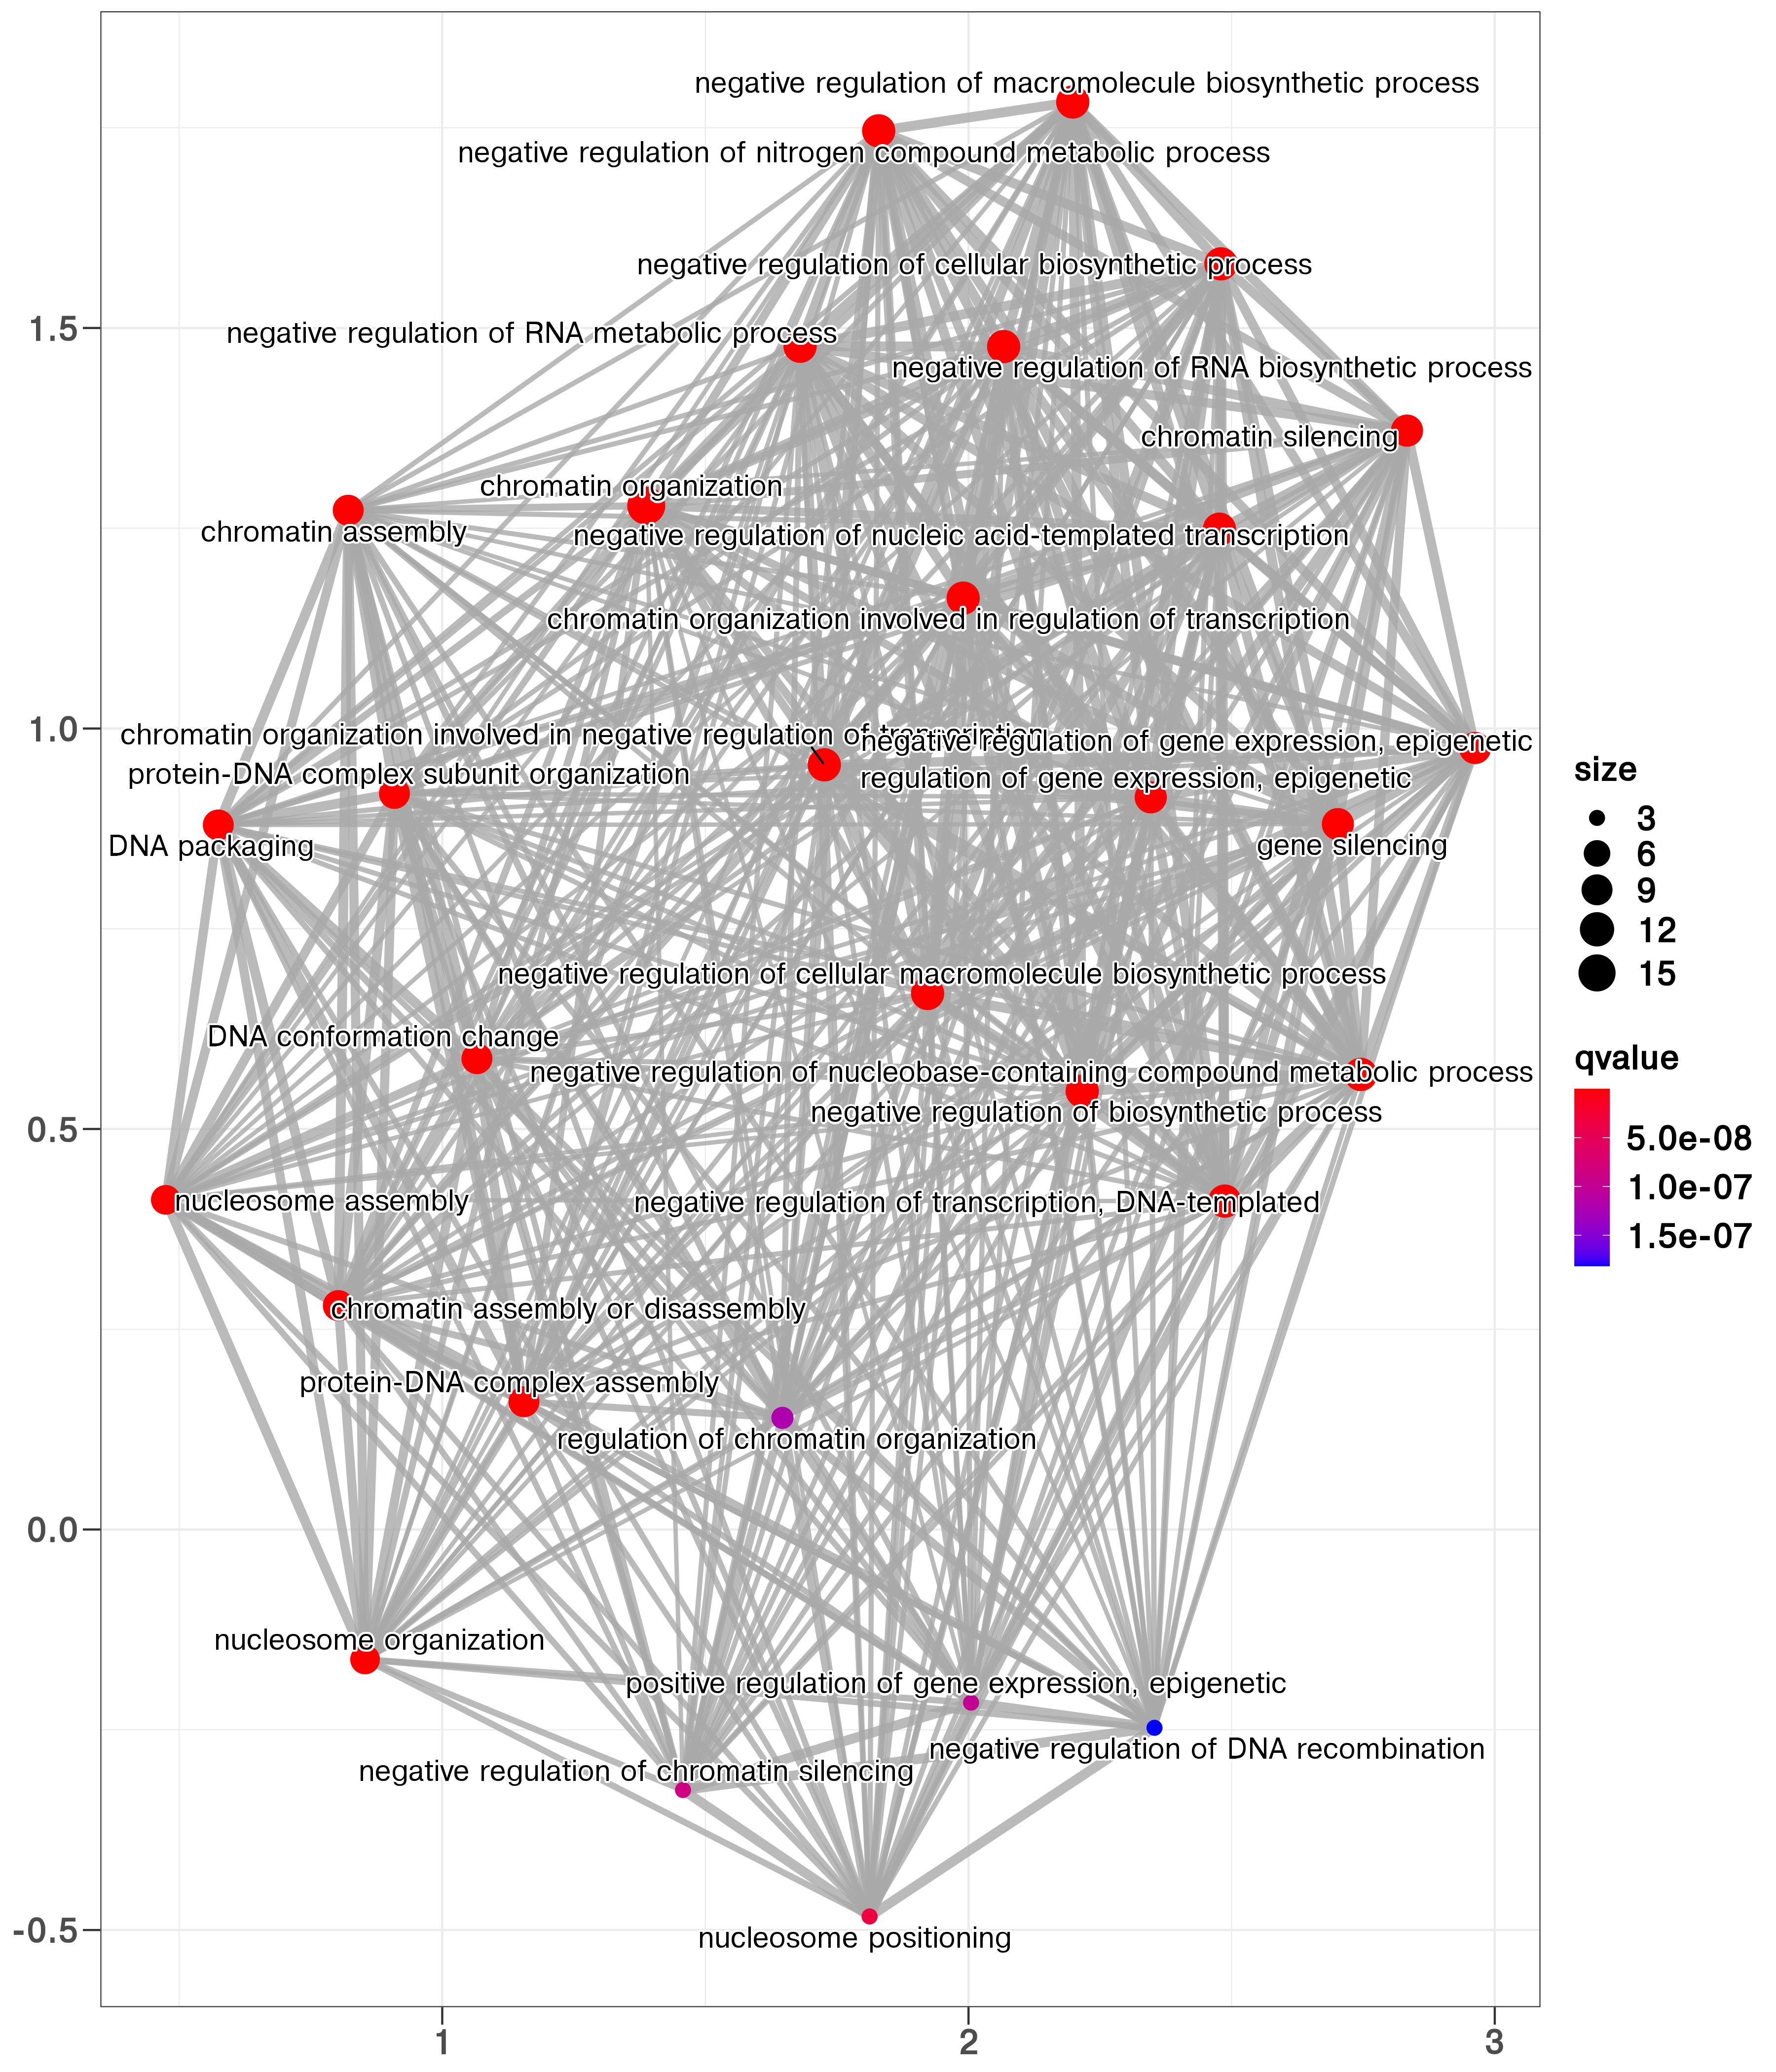 negative regulation of macromolecule biosynthetic process
negative regulation of nitrogen compound metabolic process
negative regulation of cellular biosynthetic process
negative regulation of RNA metabolic process
1.5
negative regulation of RNA biosynthetic process
chromatin silencing
chromatin organization
chromatin assembly
negative regulation of nucleic acid-templated transcription
chromatin organization involved in regulation of transcription
1.0
chromatin organization involved in negative regulation of transcription
negative regulation of gene expression, epigenetic
protein-DNA complex subunit organization
regulation of gene expression, epigenetic
DNA packaging
gene silencing
negative regulation of cellular macromolecule biosynthetic process
DNA conformation change
negative regulation of nucleobase-containing compound metabolic process
negative regulation of biosynthetic process
0.5
nucleosome assembly
negative regulation of transcription, DNA-templated
chromatin assembly or disassembly
protein-DNA complex assembly
regulation of chromatin organization
0.0
nucleosome organization
positive regulation of gene expression, epigenetic
negative regulation of DNA recombination
negative regulation of chromatin silencing
-0.5
nucleosome positioning
1
2
3
size
3
6
9
12
15
qvalue
5.0e-08
1.0e-07
1.5e-07